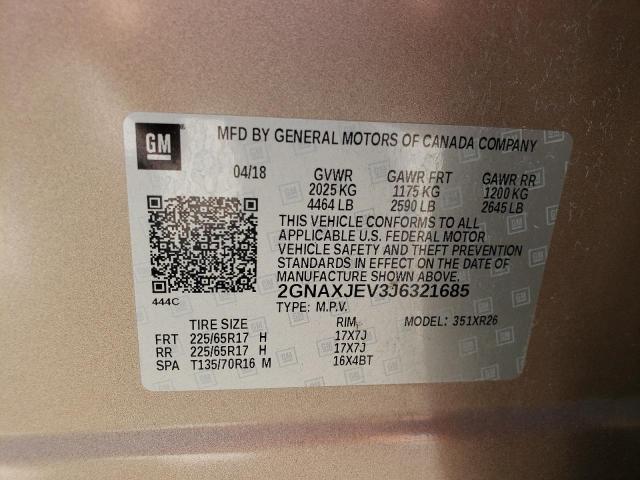 GM
MFD BY GENERAL MOTORS OF CANADA COMPANY
04/18 GVWR GAWR FRT GAWR RR
2025 KG 1175 KG 1200 KG
4464 LB 2590 LB 2645 LB
THIS VEHICLE CONFORMS TO ALL
APPLICABLE U.S. FEDERAL MOTOR
VEHICLE SAFETY AND THEFT PREVENTION
STANDARDS IN EFFECT ON THE DATE OF
MANUFACTURE SHOWN ABOVE.
2GNAXJEV3J6321685
444C
TYPE: M.P.V.
TIRE SIZE RIM MODEL: 351XR26
FRT 225/65R17 H 17X7J
RR 225/65R17 H 17X7J
SPA T135/70R16 M 16X4BT